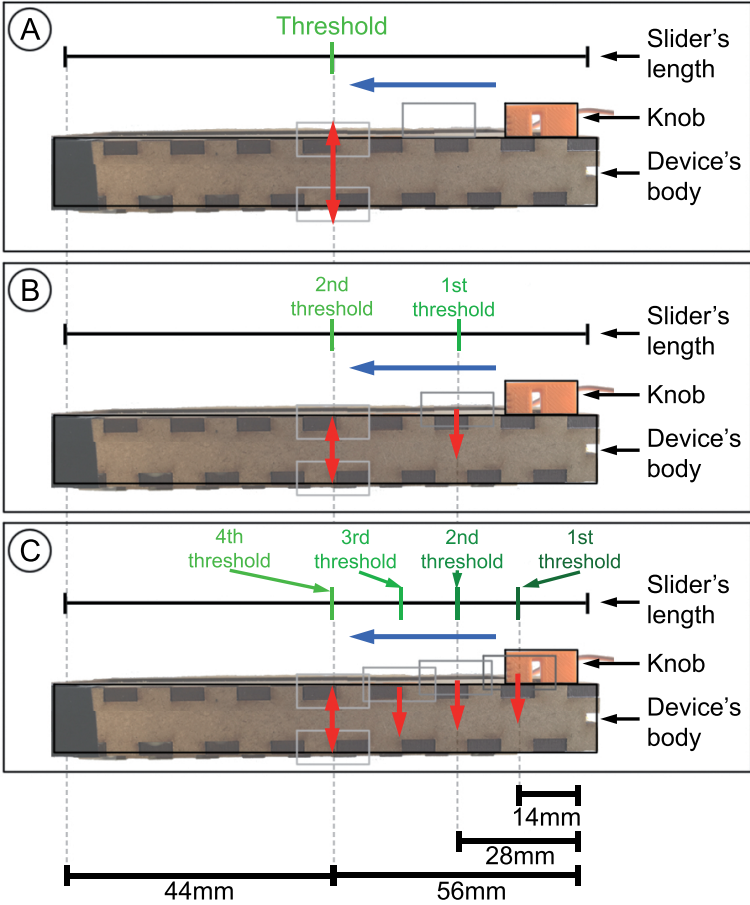 A
Threshold
Slider's
length
Knob
Device's
body
B
2nd
threshold
1st
threshold
Slider's
length
Knob
Device's
body
C
4th
threshold
3rd
threshold
2nd
threshold
1st
threshold
Slider's
length
Knob
Device's
body
14mm
28mm
44mm
56mm